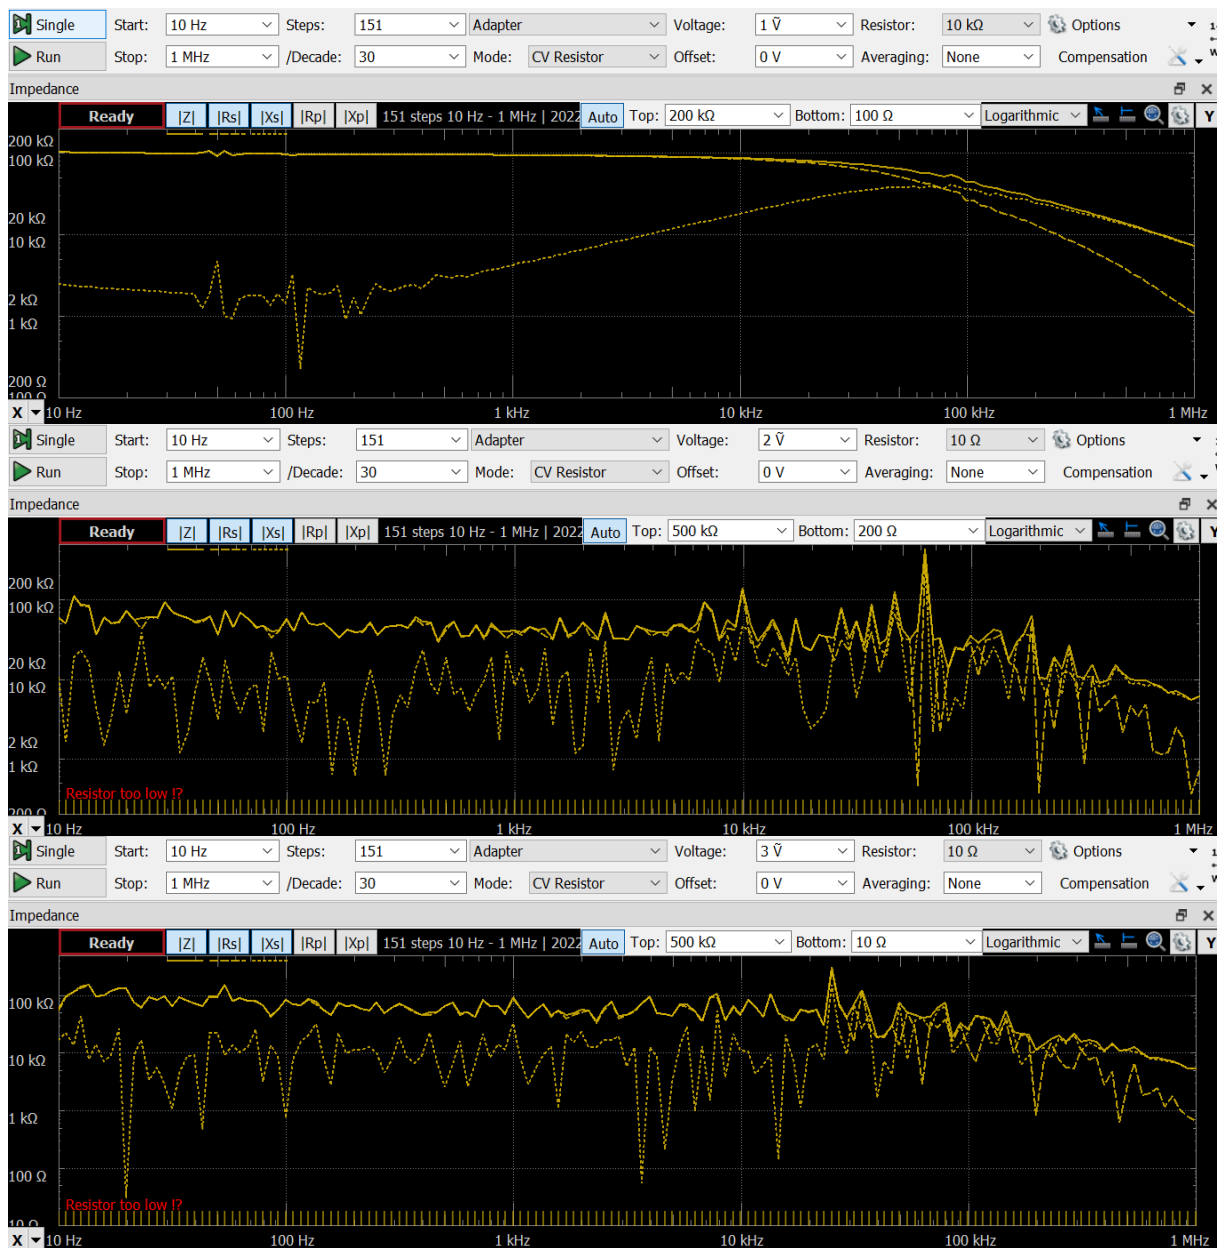 Single Start: 10 Hz Steps: 151 Adapter Voltage: 1 Ṽ Resistor: 10 kΩ Options
Run Stop: 1 MHz /Decade: 30 Mode: CV Resistor Offset: 0 V Averaging: None Compensation
Impedance
Ready |Z| |Rs| |Xs| |Rp| |Xp| 151 steps 10 Hz - 1 MHz | 2022 Auto Top: 200 kΩ Bottom: 100 Ω Logarithmic Y
200 kΩ
100 kΩ
20 kΩ
10 kΩ
2 kΩ
1 kΩ
200 Ω
100 Ω
X 10 Hz 100 Hz 1 kHz 10 kHz 100 kHz 1 MHz
Single Start: 10 Hz Steps: 151 Adapter Voltage: 2 Ṽ Resistor: 10 Ω Options
Run Stop: 1 MHz /Decade: 30 Mode: CV Resistor Offset: 0 V Averaging: None Compensation
Impedance
Ready |Z| |Rs| |Xs| |Rp| |Xp| 151 steps 10 Hz - 1 MHz | 2022 Auto Top: 500 kΩ Bottom: 200 Ω Logarithmic Y
200 kΩ
100 kΩ
20 kΩ
10 kΩ
2 kΩ
1 kΩ
Resistor too low !?
200 Ω
X 10 Hz 100 Hz 1 kHz 10 kHz 100 kHz 1 MHz
Single Start: 10 Hz Steps: 151 Adapter Voltage: 3 Ṽ Resistor: 10 Ω Options
Run Stop: 1 MHz /Decade: 30 Mode: CV Resistor Offset: 0 V Averaging: None Compensation
Impedance
Ready |Z| |Rs| |Xs| |Rp| |Xp| 151 steps 10 Hz - 1 MHz | 2022 Auto Top: 500 kΩ Bottom: 10 Ω Logarithmic Y
100 kΩ
10 kΩ
1 kΩ
100 Ω
Resistor too low !?
10 Ω
X 10 Hz 100 Hz 1 kHz 10 kHz 100 kHz 1 MHz